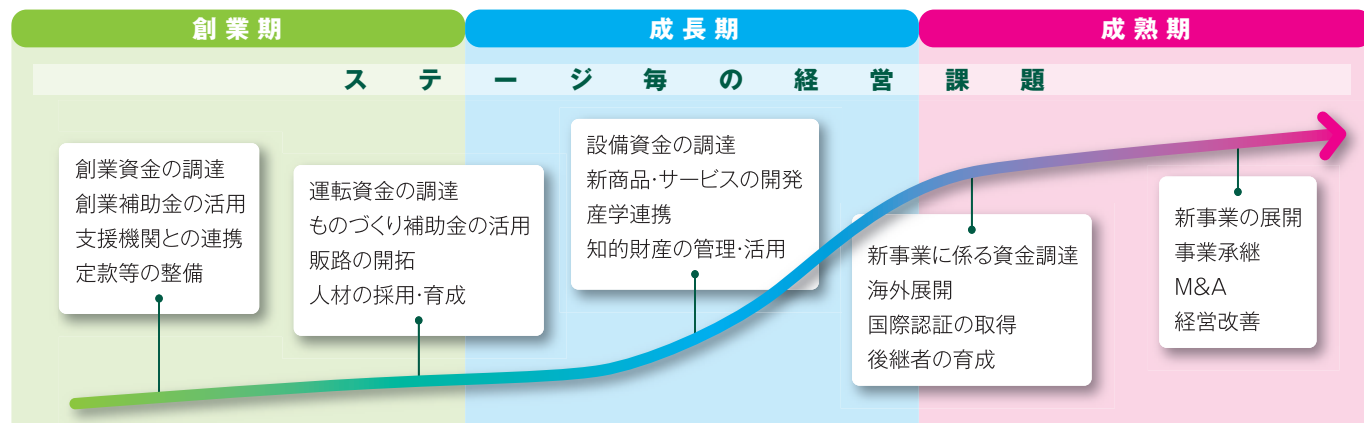 創業期
成長期
成熟期
ステージ毎の経営課題
創業資金の調達
創業補助金の活用
支援機関との連携
定款等の整備
運転資金の調達
ものづくり補助金の活用
販路の開拓
人材の採用・育成
設備資金の調達
新商品・サービスの開発
産学連携
知的財産の管理・活用
新事業に係る資金調達
海外展開
国際認証の取得
後継者の育成
新事業の展開
事業承継
M&A
経営改善